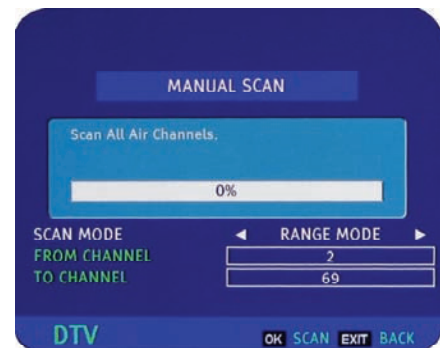 MANUAL SCAN
Scan All Air Channels.
0%
SCAN MODE ◄ RANGE MODE ►
FROM CHANNEL 2
TO CHANNEL 69
DTV OK SCAN EXIT BACK